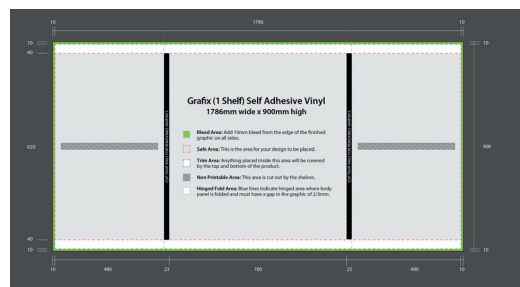 10 1786 10
10 10
40
Grafix (1 Shelf) Self Adhesive Vinyl
1786mm wide x 900mm high
Bleed Area: Add 10mm bleed from the edge of the finished
graphic on all sides.
820 900
Safe Area: This is the area for your design to be placed.
Trim Area: Anything placed inside this area will be covered
by the top and bottom of the product.
Non Printable Area: This area is cut out by the shelves.
Hinged Fold Area: Blue lines indicate hinged area where body
panel is folded and must have a gap in the graphic of 2/3mm.
40
10 10
10 480 23 780 23 480 10